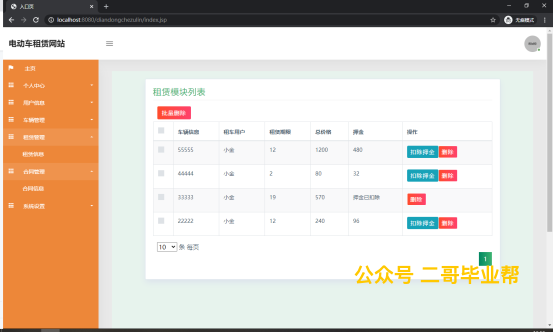 入口页
localhost:8080/diandongchezulin/index.jsp
无痕模式
电动车租赁网站
主页
个人中心
用户信息
车辆管理
租赁管理
租赁信息
合同管理
合同信息
系统设置
租赁模块列表
批量删除
车辆信息 租车用户 租赁期限 总价格 押金 操作
55555 小金 12 1200 480 扣除押金 删除
44444 小金 2 80 32 扣除押金 删除
33333 小金 19 570 押金已扣除 删除
22222 小金 12 240 96 扣除押金 删除
10 条 每页
1
公众号 二哥毕业帮